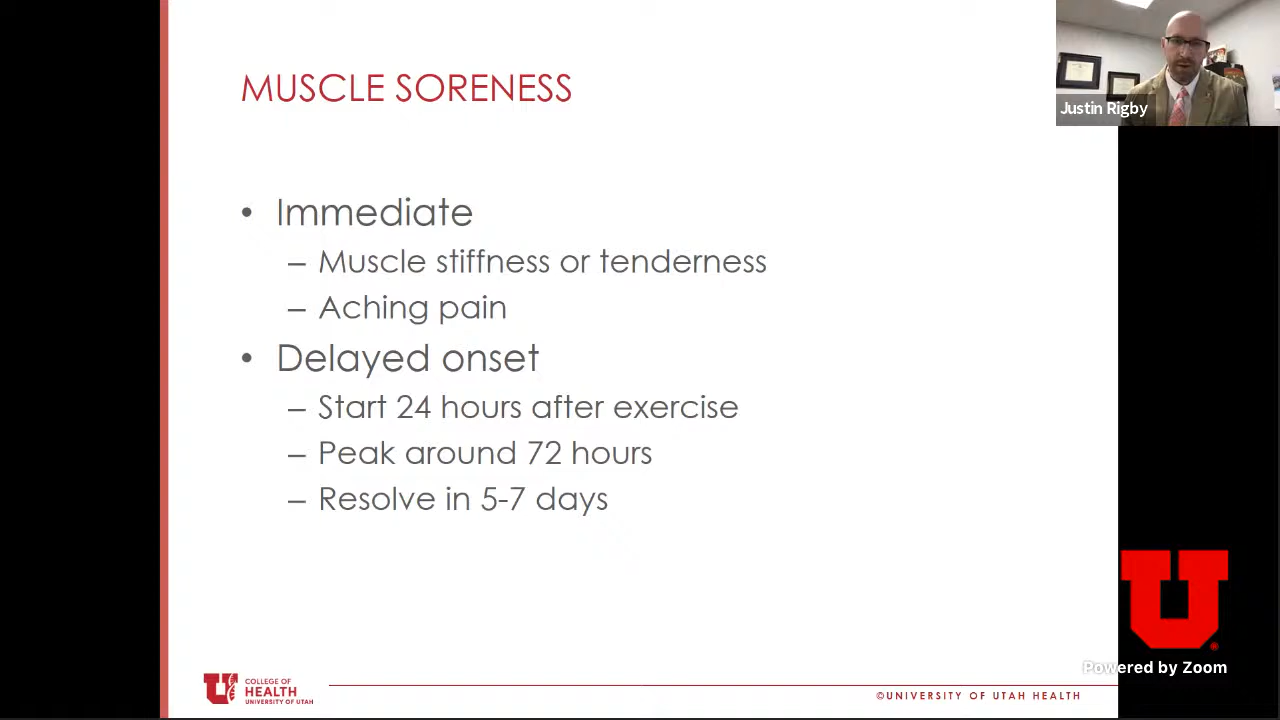 MUSCLE SORENESS
Justin Rigby
• Immediate
– Muscle stiffness or tenderness
– Aching pain
• Delayed onset
– Start 24 hours after exercise
– Peak around 72 hours
– Resolve in 5-7 days
U
Powered by Zoom
U
COLLEGE OF
HEALTH
UNIVERSITY OF UTAH
©UNIVERSITY OF UTAH HEALTH